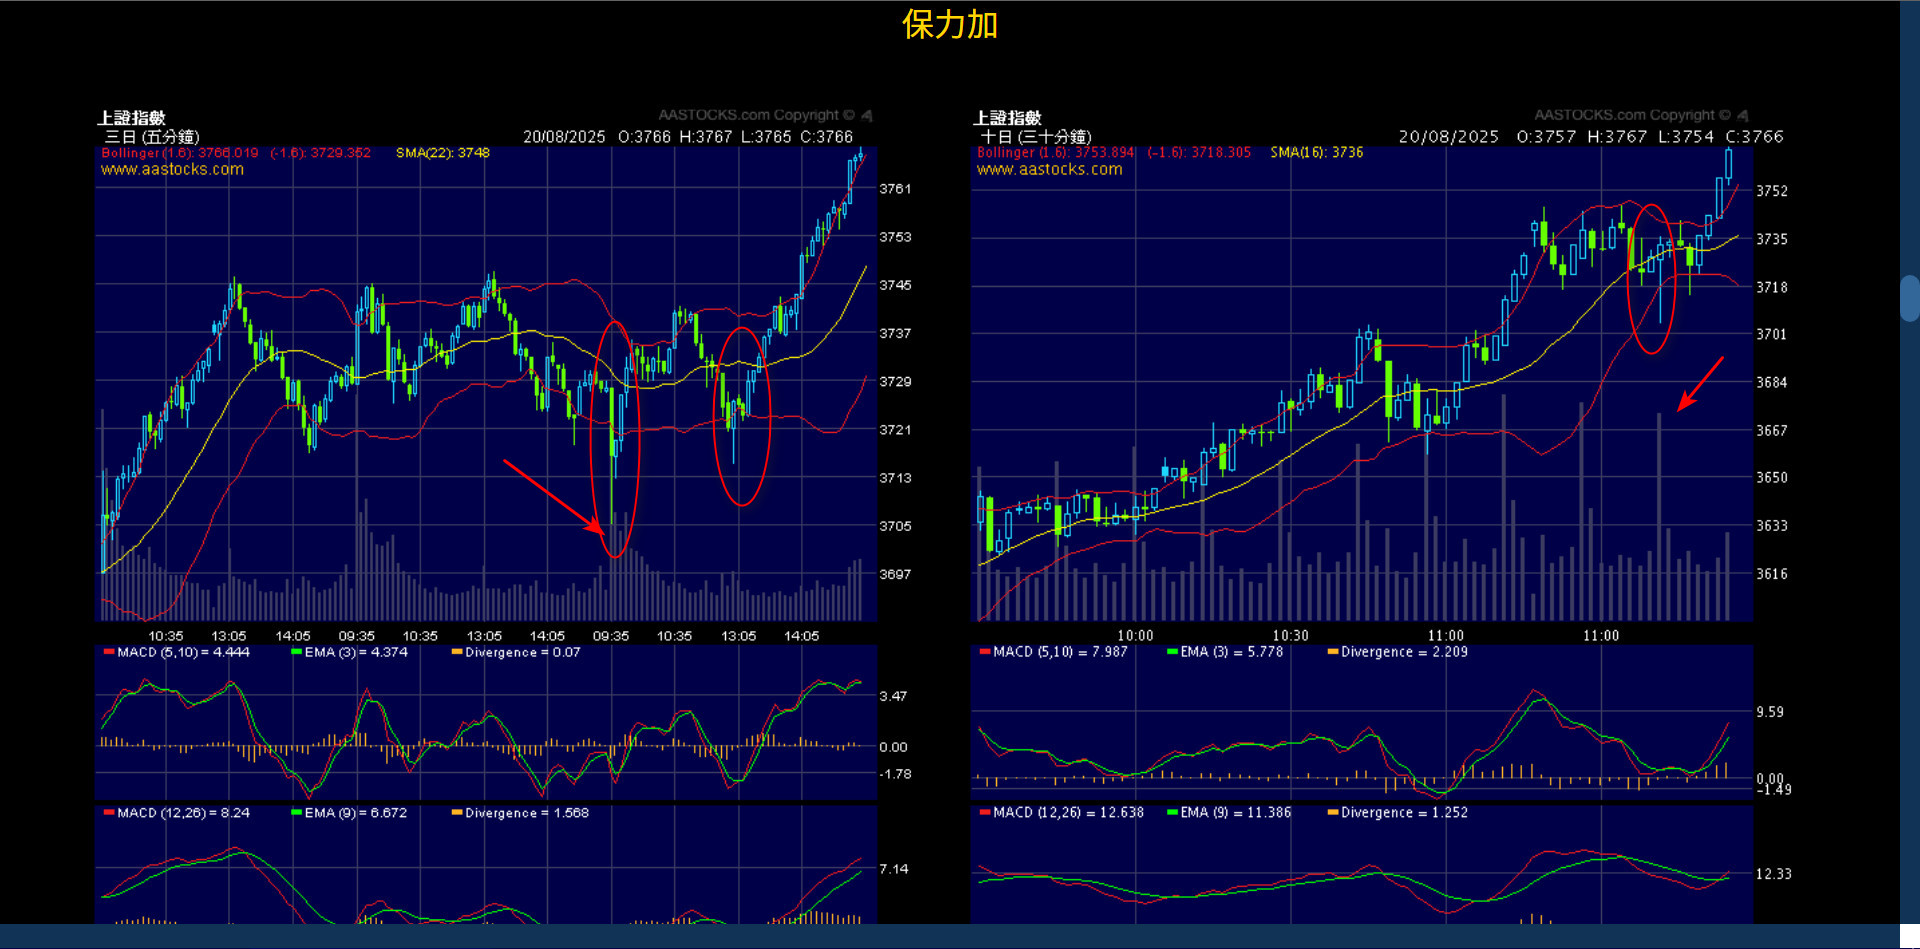 保力加
上證指數
AASTOCKS.com Copyright ©
三日 (五分鐘)
20/08/2025 O:3766 H:3767 L:3765 C:3766
Bollinger (1.6): 3766.019 (-1.6): 3729.352 SMA(22): 3748
www.aastocks.com
3761
3753
3745
3737
3729
3721
3713
3705
3697
10:35 13:05 14:05 09:35 10:35 13:05 14:05 09:35 10:35 13:05 14:05
MACD (5,10) = 4.444 EMA (3) = 4.374 Divergence = 0.07
3.47
0.00
-1.78
MACD (12,26) = 8.24 EMA (9) = 6.672 Divergence = 1.568
7.14
上證指數
AASTOCKS.com Copyright ©
十日 (三十分鐘)
20/08/2025 O:3757 H:3767 L:3754 C:3766
Bollinger (1.6): 3753.894 (-1.6): 3718.305 SMA(16): 3736
www.aastocks.com
3752
3735
3718
3701
3684
3667
3650
3633
3616
10:00 10:30 11:00 11:00
MACD (5,10) = 7.987 EMA (3) = 5.778 Divergence = 2.209
9.59
0.00
-1.49
MACD (12,26) = 12.638 EMA (9) = 11.386 Divergence = 1.252
12.33